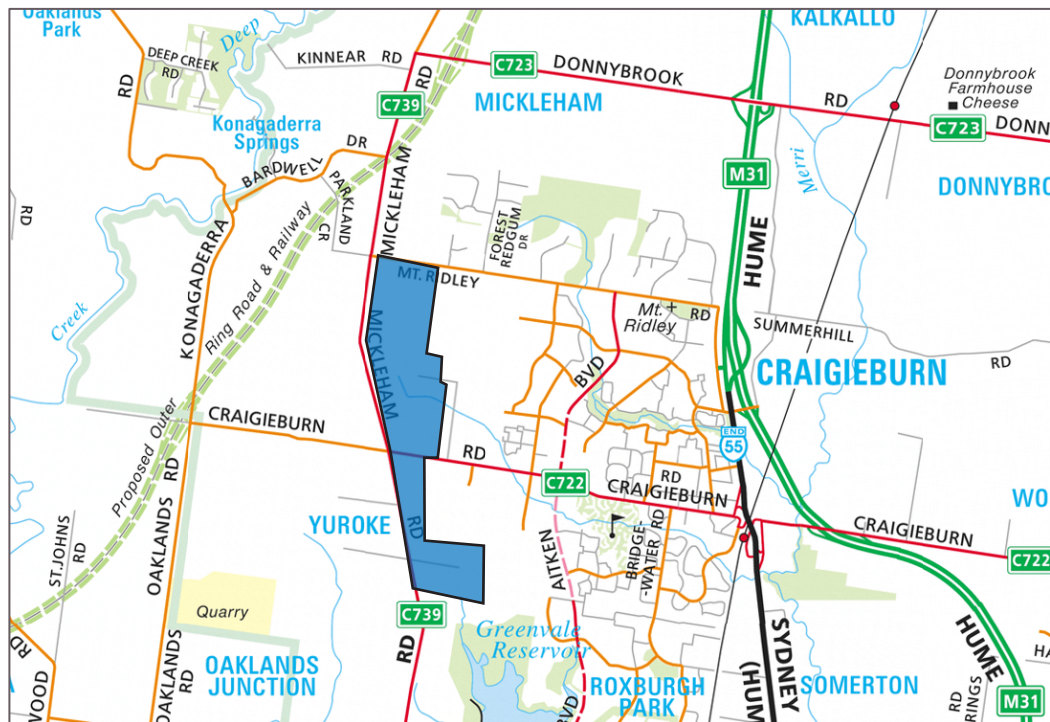 Oaklands
Park
Deep
KALKALLO
DEEP CREEK
RD
KINNEAR RD
RD
C723
DONNYBROOK
RD
Donnybrook
Farmhouse
Cheese
RD
C739
MICKLEHAM
C723
DONN
Konagaderra
Springs
BARDWELL
DR
MICKLEHAM
M31
Merri
DONNYBRO
RD
PARKLAND
CR
FOREST
REDGUM
DR
HUME
KONAGADERRA
Ring Road & Railway
MT. RIDLEY
RD
Mt.
Ridley
Creek
MICKLEHAM
SUMMERHILL
RD
BVD
CRAIGIEBURN
CRAIGIEBURN
RD
END
55
Proposed Outer
RD
C722
CRAIGIEBURN
RD
CRAIGIEBURN
WO
C722
ST.JOHNS
RD
OAKLANDS
YUROKE
RD
AITKEN
BRIDGE-
-WATER
RD
Quarry
C739
RD
Greenvale
Reservoir
SYDNEY
(HUM
HUME
RD
WOOD
OAKLANDS
RD
OAKLANDS
JUNCTION
BVD
ROXBURGH
PARK
SOMERTON
HA
RD
RINGS
M31
A